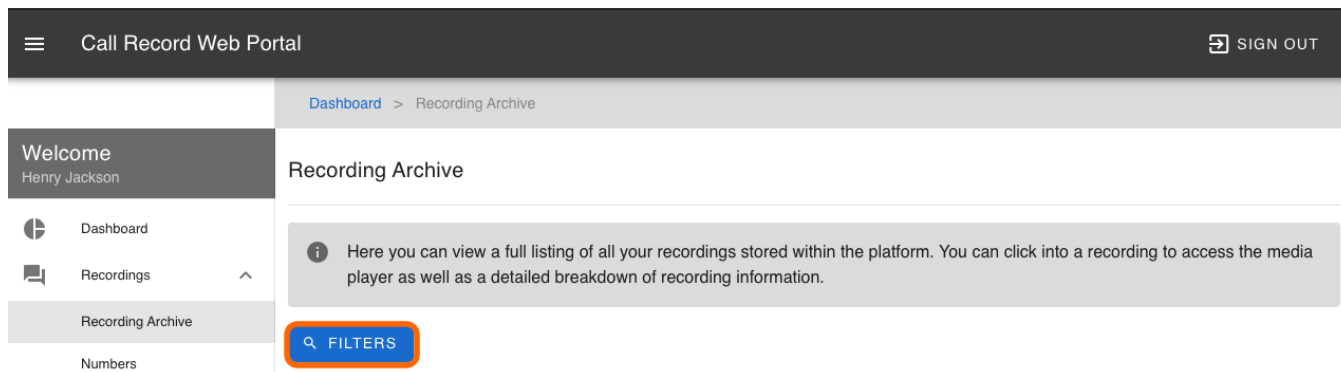 Call Record Web Portal
SIGN OUT
Dashboard > Recording Archive
Welcome
Henry Jackson
Dashboard
Recordings
Recording Archive
Numbers
Recording Archive
Here you can view a full listing of all your recordings stored within the platform. You can click into a recording to access the media
player as well as a detailed breakdown of recording information.
FILTERS